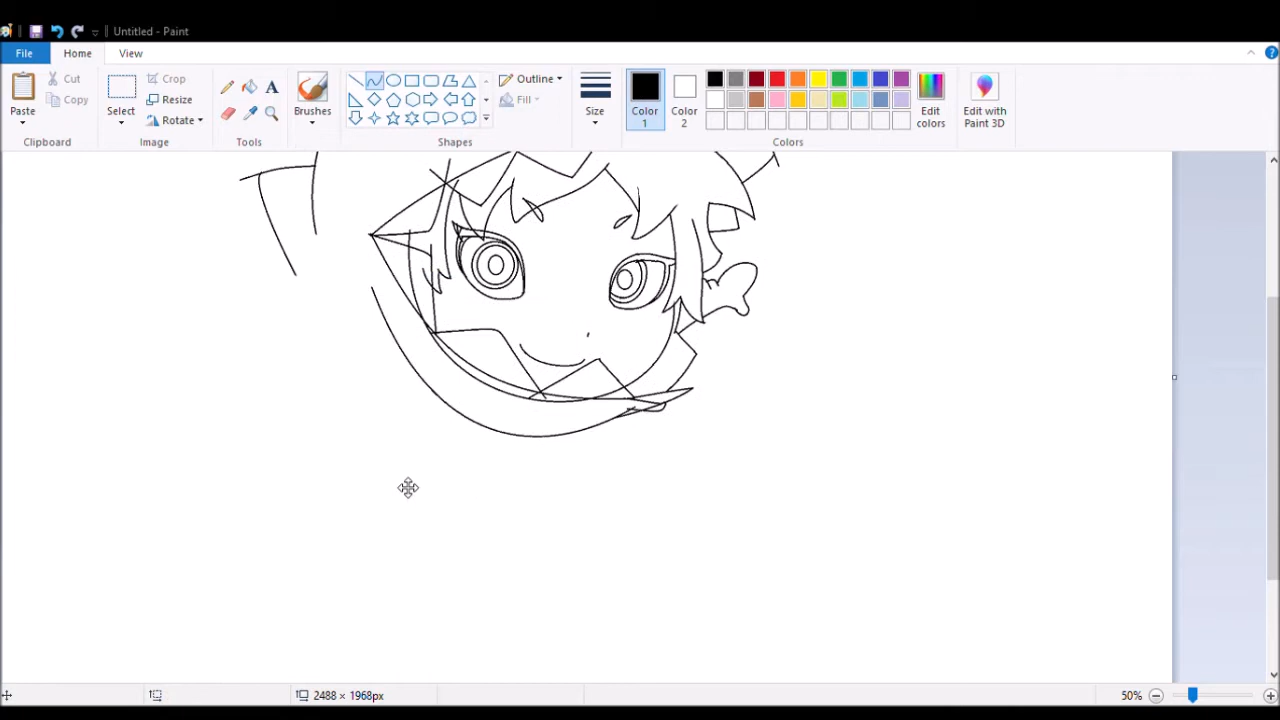 Untitled - Paint
File Home View
Paste Cut Copy Select Crop Resize Rotate Brushes Outline Fill Size Color 1 Color 2 Edit colors Edit with Paint 3D
Clipboard Image Tools Shapes Colors
2488 × 1968px 50%